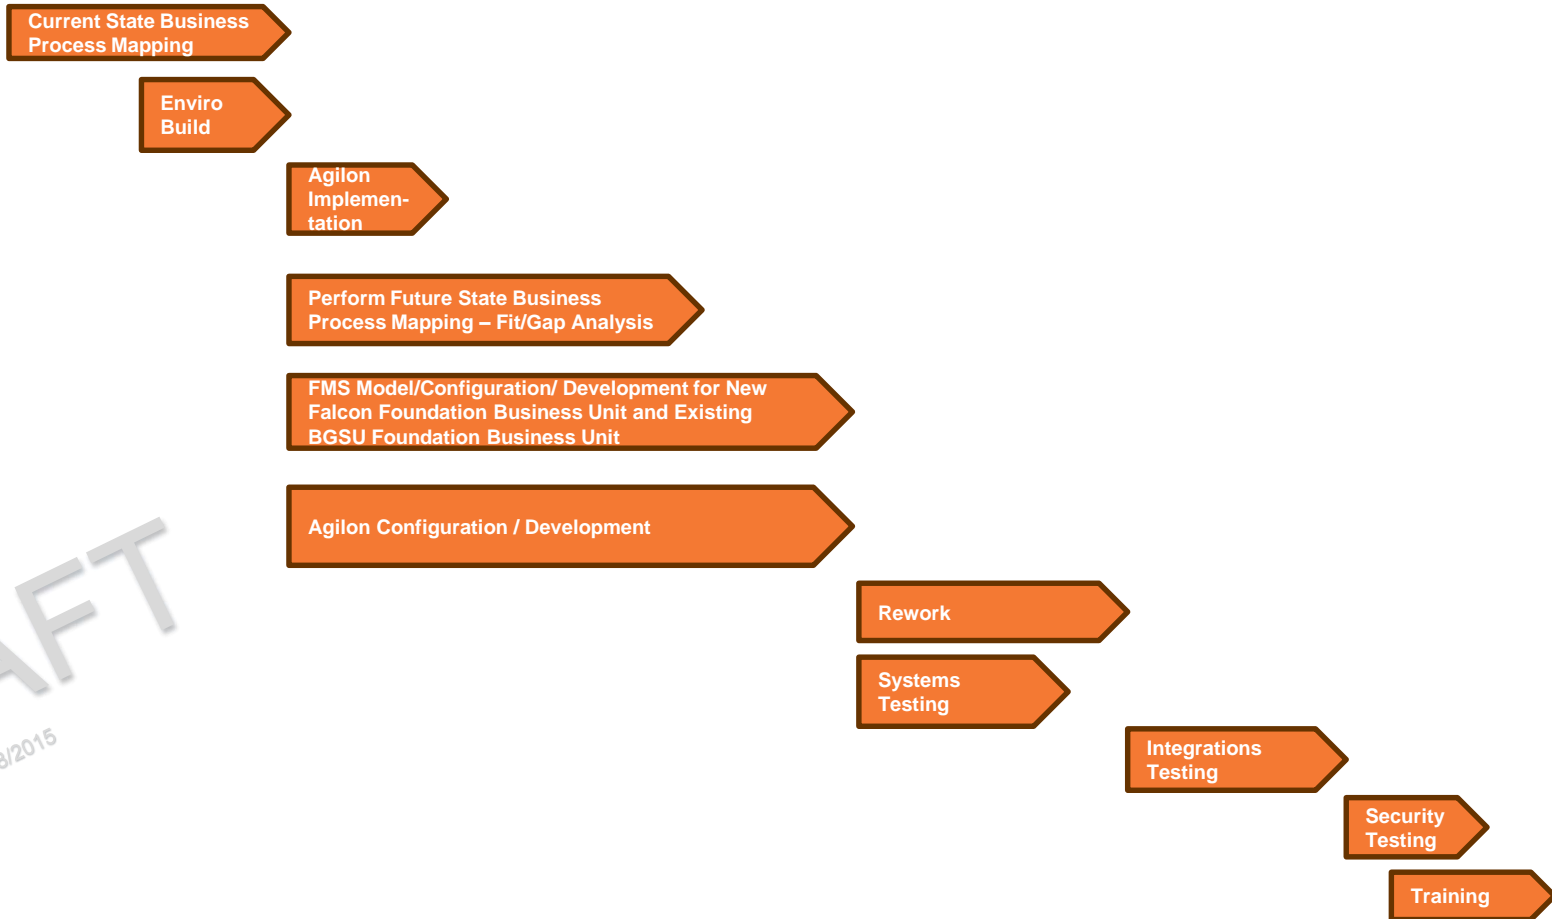 Current State Business
Process Mapping
Enviro
Build
Agilon
Implemen-
tation
Perform Future State Business
Process Mapping – Fit/Gap Analysis
FMS Model/Configuration/ Development for New
Falcon Foundation Business Unit and Existing
BGSU Foundation Business Unit
Agilon Configuration / Development
AFT
8/2015
Rework
Systems
Testing
Integrations
Testing
Security
Testing
Training